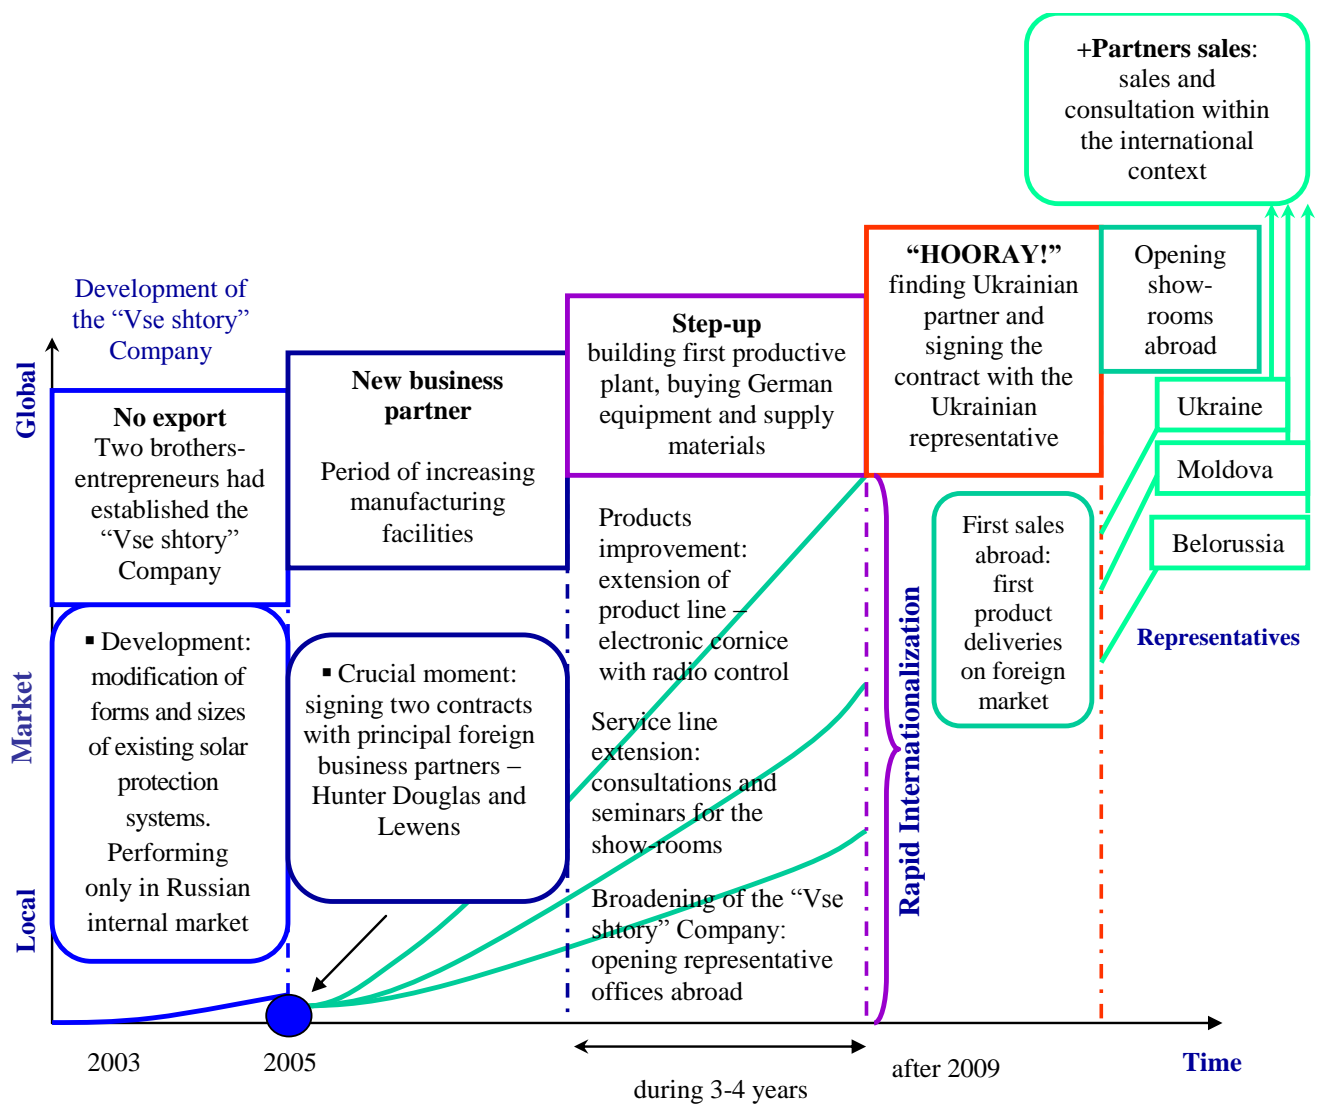 +Partners sales:
sales and
consultation within
the international
context
Development of
the “Vse shtory”
Company
Global
Market
Local
No export
Two brothers-
entrepreneurs had
established the
“Vse shtory”
Company
▪ Development:
modification of
forms and sizes
of existing solar
protection
systems.
Performing
only in Russian
internal market
New business
partner
Period of increasing
manufacturing
facilities
▪ Crucial moment:
signing two contracts
with principal foreign
business partners –
Hunter Douglas and
Lewens
Step-up
building first productive
plant, buying German
equipment and supply
materials
Products
improvement:
extension of
product line –
electronic cornice
with radio control
Service line
extension:
consultations and
seminars for the
show-rooms
Broadening of the “Vse
shtory” Company:
opening representative
offices abroad
“HOORAY!”
finding Ukrainian
partner and
signing the
contract with the
Ukrainian
representative
Rapid Internationalization
First sales
abroad:
first
product
deliveries
on foreign
market
Opening
show-
rooms
abroad
Ukraine
Moldova
Belorussia
Representatives
2003
2005
during 3-4 years
after 2009
Time